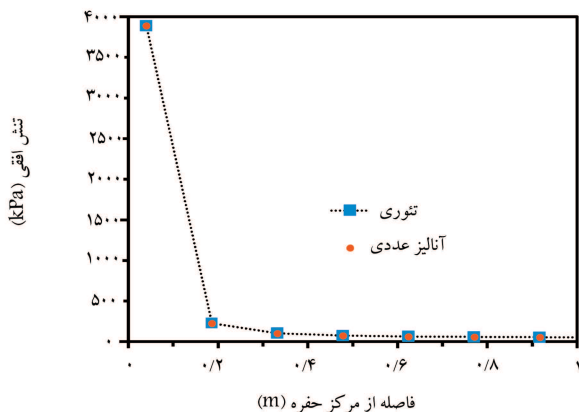 ۴۰۰۰
۳۵۰۰
۳۰۰۰
۲۵۰۰
۲۰۰۰
۱۵۰۰
۱۰۰۰
۵۰۰
۰
تنش افقی (kPa)
تئوری
آنالیز عددی
۰ ۰/۲ ۰/۴ ۰/۶ ۰/۸ ۱
فاصله از مرکز حفره (m)